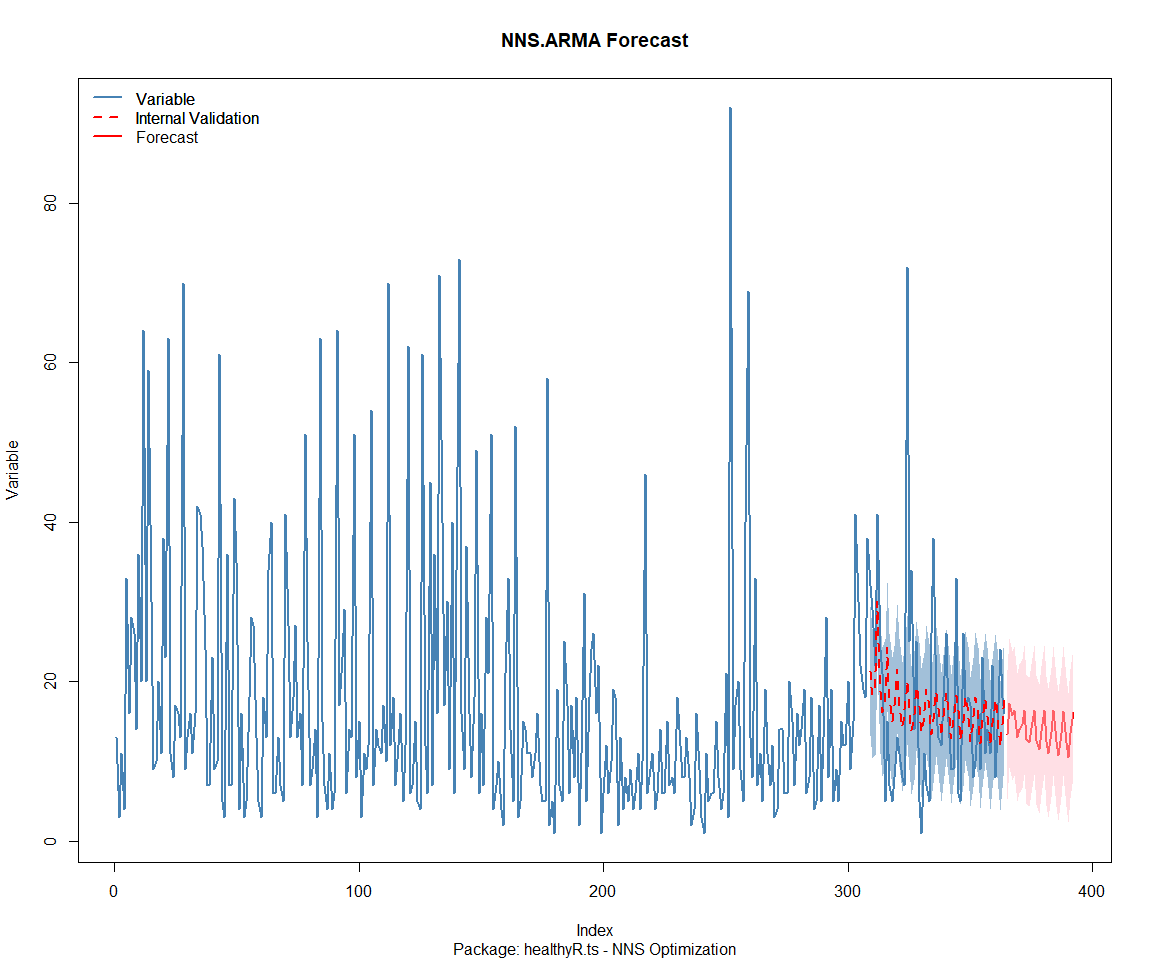 NNS.ARMA Forecast
Variable
Internal Validation
Forecast
Variable
80
60
40
20
0
0 100 200 300 400
Index
Package: healthyR.ts - NNS Optimization